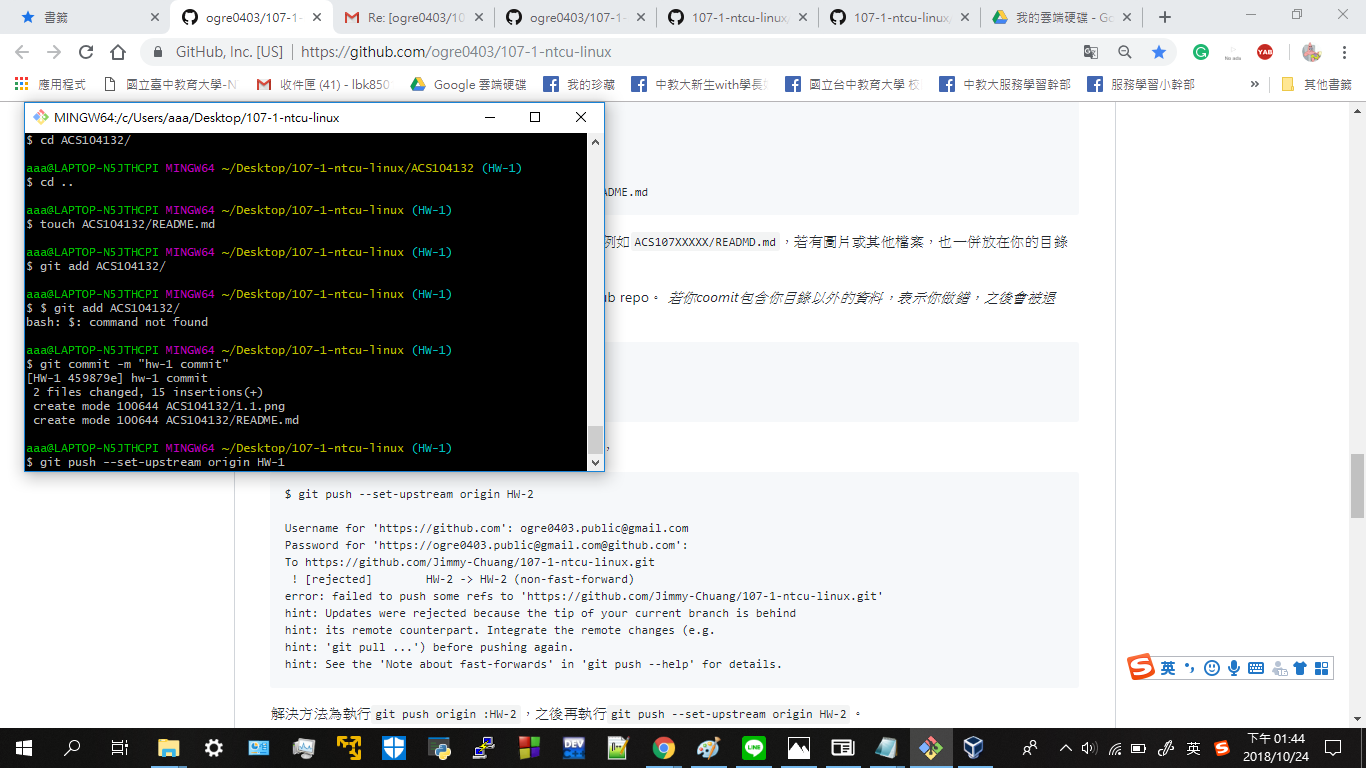 書籤
ogre0403/107-1-
Re: [ogre0403/10
ogre0403/107-1-
107-1-ntcu-linux
107-1-ntcu-linux
我的雲端硬碟 - Go
GitHub, Inc. [US] | https://github.com/ogre0403/107-1-ntcu-linux
應用程式
國立臺中教育大學-N
收件匣 (41) - lbk850
Google 雲端硬碟
我的珍藏
中教大新生with學長
國立台中教育大學 校
中教大服務學習幹部
服務學習小幹部
»
其他書籤
MINGW64:/c/Users/aaa/Desktop/107-1-ntcu-linux
$ cd ACS104132/
aaa@LAPTOP-N5JTHCPI MINGW64 ~/Desktop/107-1-ntcu-linux/ACS104132 (HW-1)
$ cd ..
aaa@LAPTOP-N5JTHCPI MINGW64 ~/Desktop/107-1-ntcu-linux (HW-1)
$ touch ACS104132/README.md
aaa@LAPTOP-N5JTHCPI MINGW64 ~/Desktop/107-1-ntcu-linux (HW-1)
$ git add ACS104132/
aaa@LAPTOP-N5JTHCPI MINGW64 ~/Desktop/107-1-ntcu-linux (HW-1)
$ $ git add ACS104132/
bash: $: command not found
aaa@LAPTOP-N5JTHCPI MINGW64 ~/Desktop/107-1-ntcu-linux (HW-1)
$ git commit -m "hw-1 commit"
[HW-1 459879e] hw-1 commit
2 files changed, 15 insertions(+)
create mode 100644 ACS104132/1.1.png
create mode 100644 ACS104132/README.md
aaa@LAPTOP-N5JTHCPI MINGW64 ~/Desktop/107-1-ntcu-linux (HW-1)
$ git push --set-upstream origin HW-1
ADME.md
例如 ACS107XXXXX/READMD.md ，若有圖片或其他檔案，也一併放在你的目錄
ub repo。 若你coomit包含你目錄以外的資料，表示你做錯，之後會被退
，
$ git push --set-upstream origin HW-2
Username for 'https://github.com': ogre0403.public@gmail.com
Password for 'https://ogre0403.public@gmail.com@github.com':
To https://github.com/Jimmy-Chuang/107-1-ntcu-linux.git
! [rejected] HW-2 -> HW-2 (non-fast-forward)
error: failed to push some refs to 'https://github.com/Jimmy-Chuang/107-1-ntcu-linux.git'
hint: Updates were rejected because the tip of your current branch is behind
hint: its remote counterpart. Integrate the remote changes (e.g.
hint: 'git pull ...') before pushing again.
hint: See the 'Note about fast-forwards' in 'git push --help' for details.
解決方法為執行 git push origin :HW-2 ，之後再執行 git push --set-upstream origin HW-2 。
英
DEV
LINE
英
下午 01:44
2018/10/24